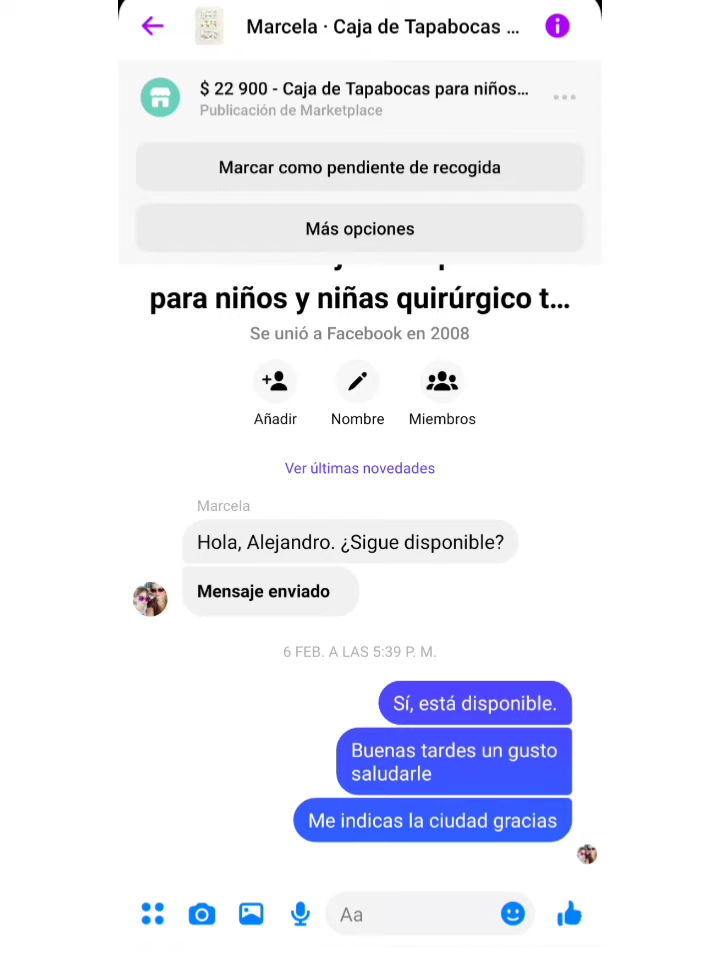 Marcela · Caja de Tapabocas ...
$ 22 900 - Caja de Tapabocas para niños...
Publicación de Marketplace
Marcar como pendiente de recogida
Más opciones
para niños y niñas quirúrgico t...
Se unió a Facebook en 2008
Añadir
Nombre
Miembros
Ver últimas novedades
Marcela
Hola, Alejandro. ¿Sigue disponible?
Mensaje enviado
6 FEB. A LAS 5:39 P. M.
Sí, está disponible.
Buenas tardes un gusto
saludarle
Me indicas la ciudad gracias
Aa